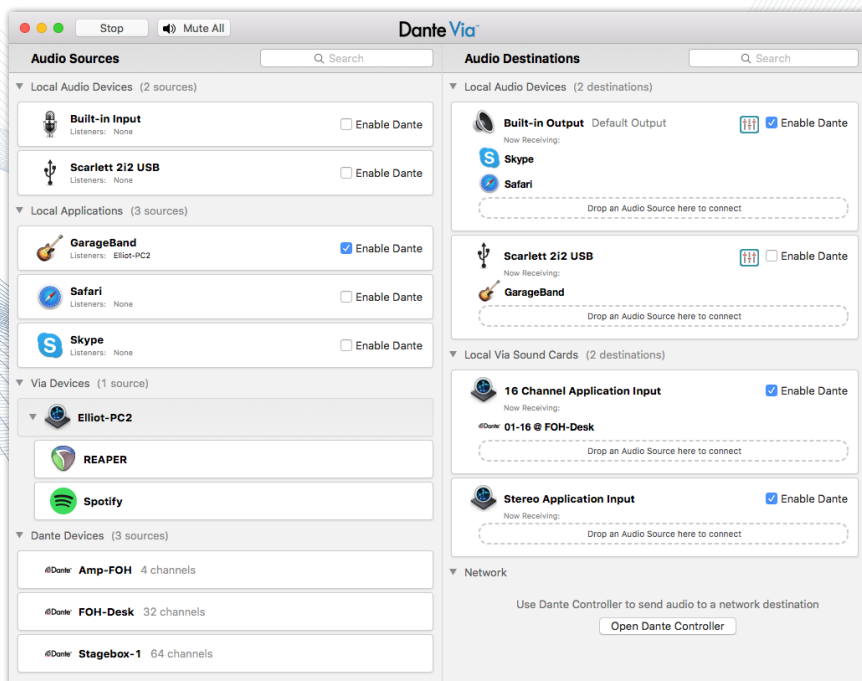 Stop
Mute All
Dante Via™
Audio Sources
Search
Local Audio Devices (2 sources)
Built-in Input
Listeners: None
Enable Dante
Scarlett 2i2 USB
Listeners: None
Enable Dante
Local Applications (3 sources)
GarageBand
Listeners: Elliot-PC2
Enable Dante
Safari
Listeners: None
Enable Dante
Skype
Listeners: None
Enable Dante
Via Devices (1 source)
Elliot-PC2
REAPER
Spotify
Dante Devices (3 sources)
Dante Amp-FOH 4 channels
Dante FOH-Desk 32 channels
Dante Stagebox-1 64 channels
Audio Destinations
Search
Local Audio Devices (2 destinations)
Built-in Output Default Output
Enable Dante
Now Receiving:
Skype
Safari
Drop an Audio Source here to connect
Scarlett 2i2 USB
Enable Dante
Now Receiving:
GarageBand
Drop an Audio Source here to connect
Local Via Sound Cards (2 destinations)
16 Channel Application Input
Enable Dante
Now Receiving:
Dante 01-16 @ FOH-Desk
Drop an Audio Source here to connect
Stereo Application Input
Enable Dante
Now Receiving:
Drop an Audio Source here to connect
Network
Use Dante Controller to send audio to a network destination
Open Dante Controller